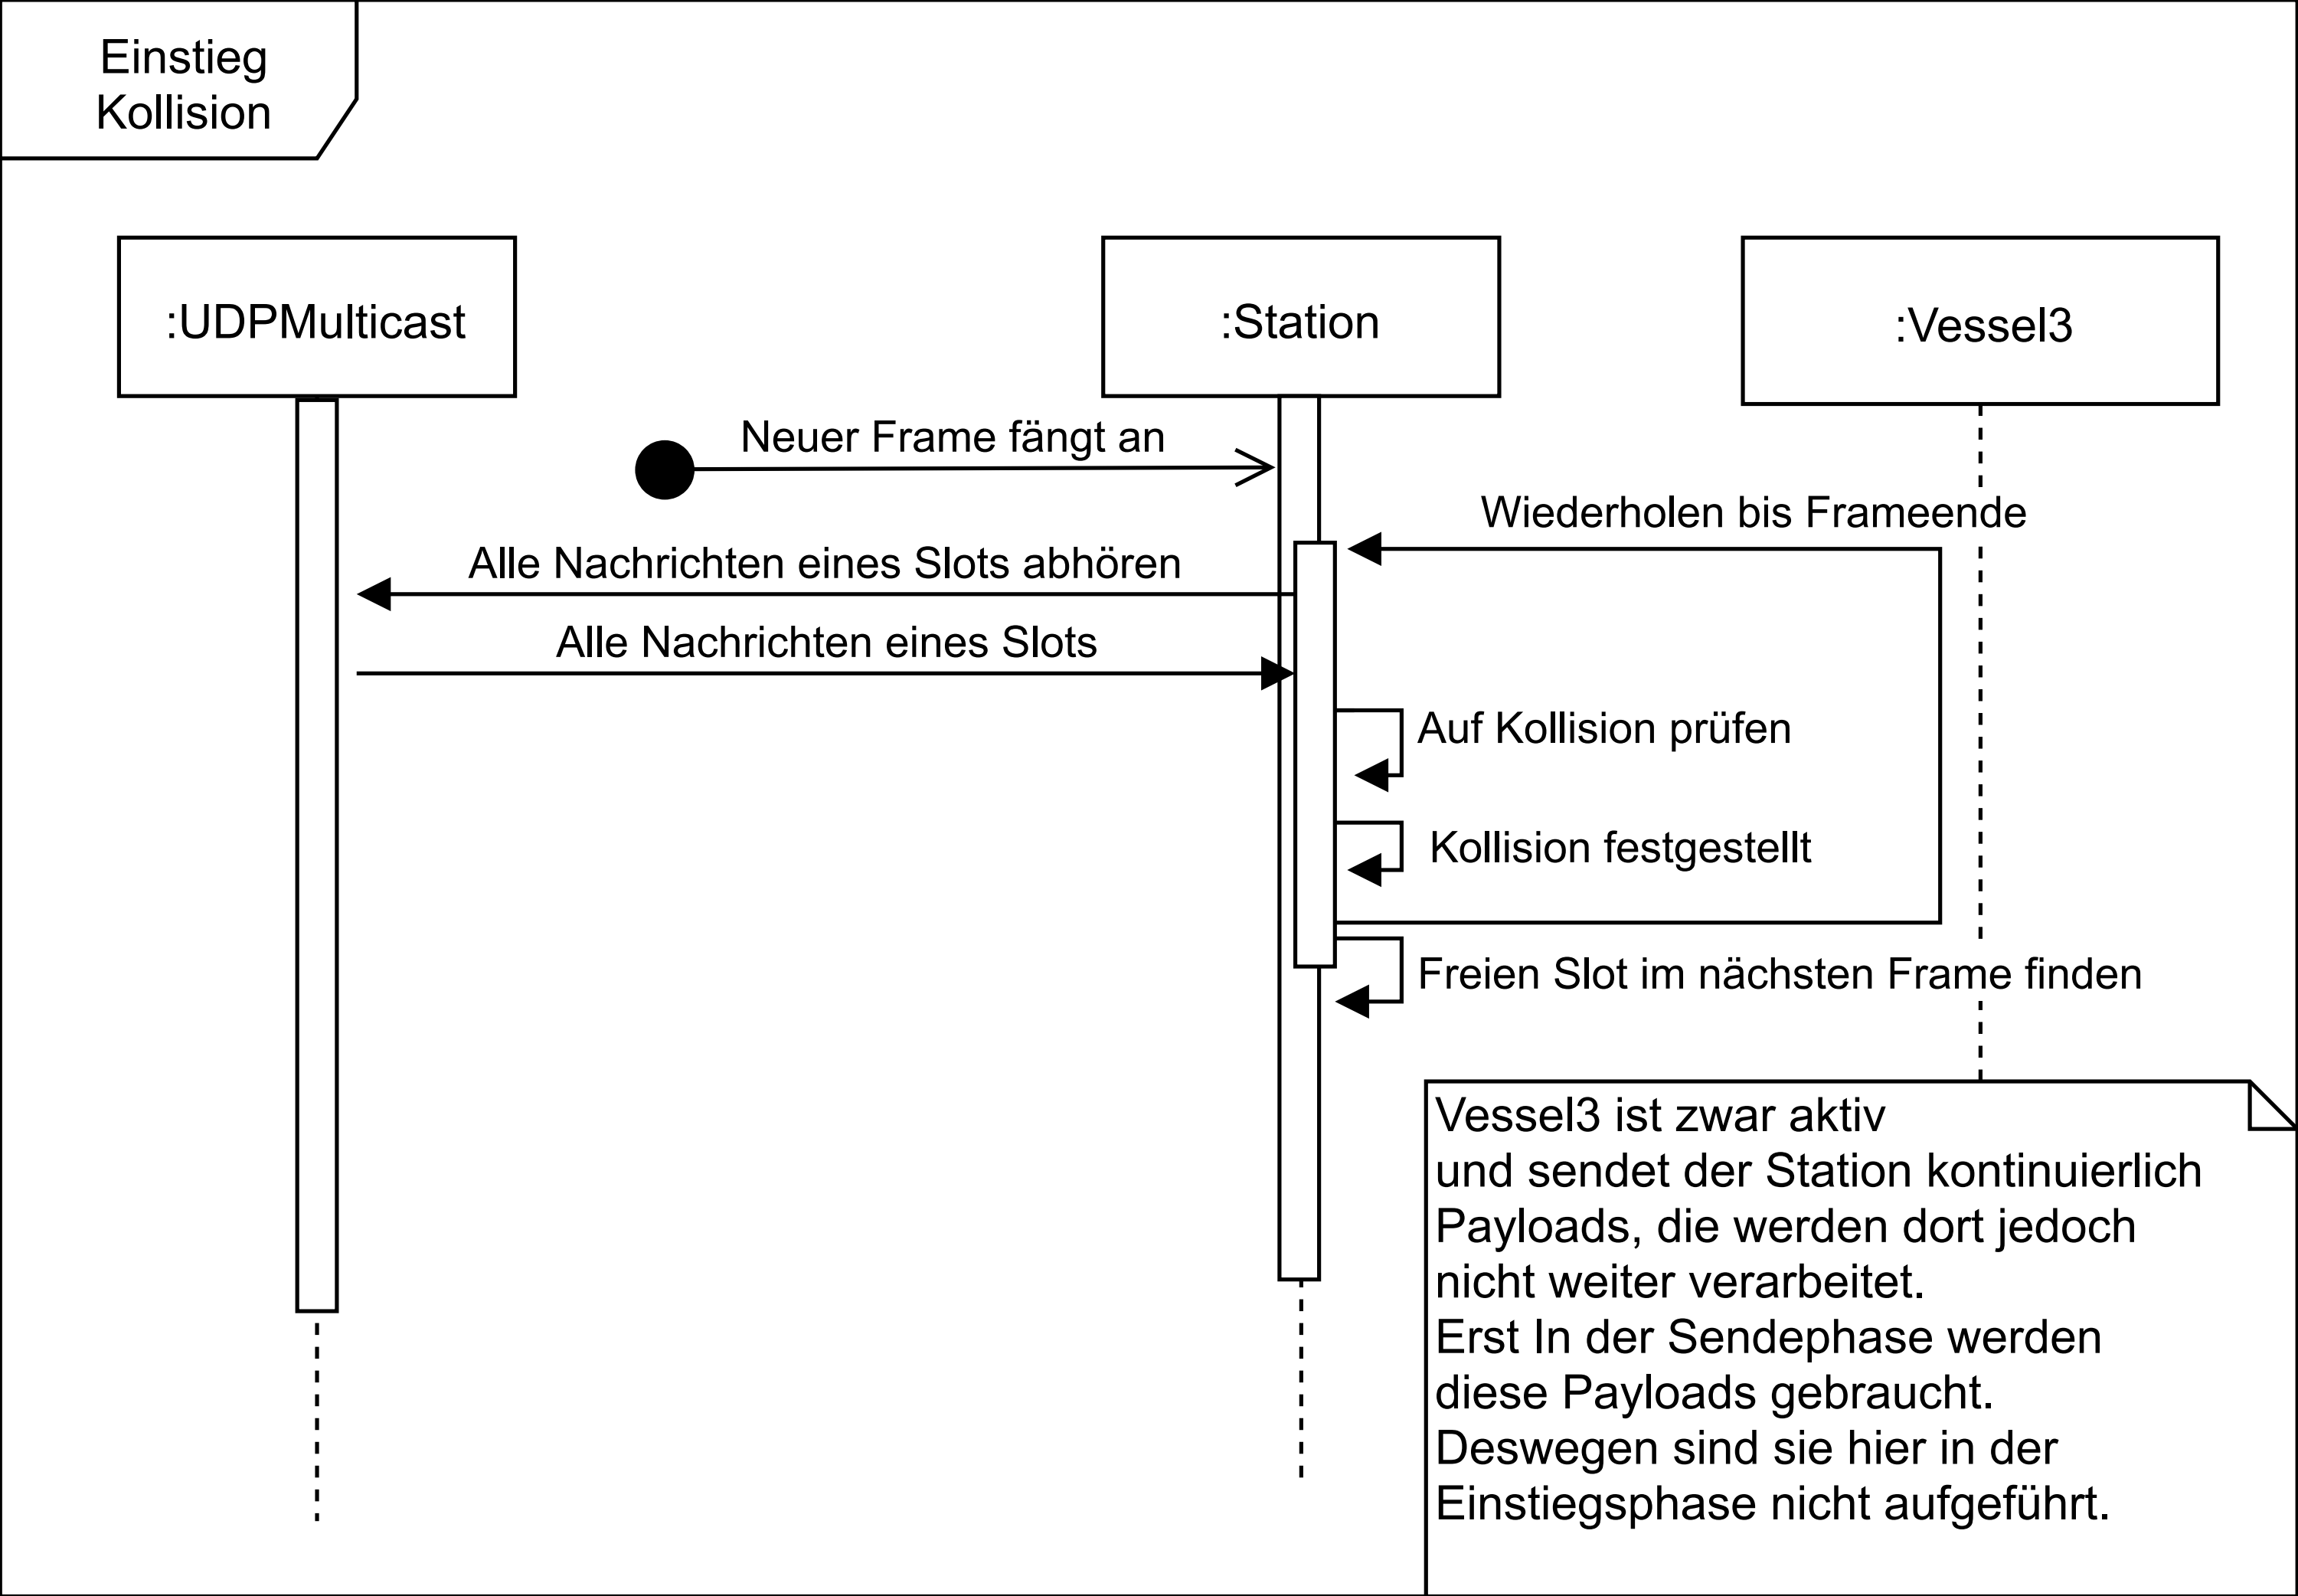 Einstieg
Kollision
:UDPMulticast
:Station
:Vessel3
Neuer Frame fängt an
Wiederholen bis Frameende
Alle Nachrichten eines Slots abhören
Alle Nachrichten eines Slots
Auf Kollision prüfen
Kollision festgestellt
Freien Slot im nächsten Frame finden
Vessel3 ist zwar aktiv
und sendet der Station kontinuierlich
Payloads, die werden dort jedoch
nicht weiter verarbeitet.
Erst In der Sendephase werden
diese Payloads gebraucht.
Deswegen sind sie hier in der
Einstiegsphase nicht aufgeführt.